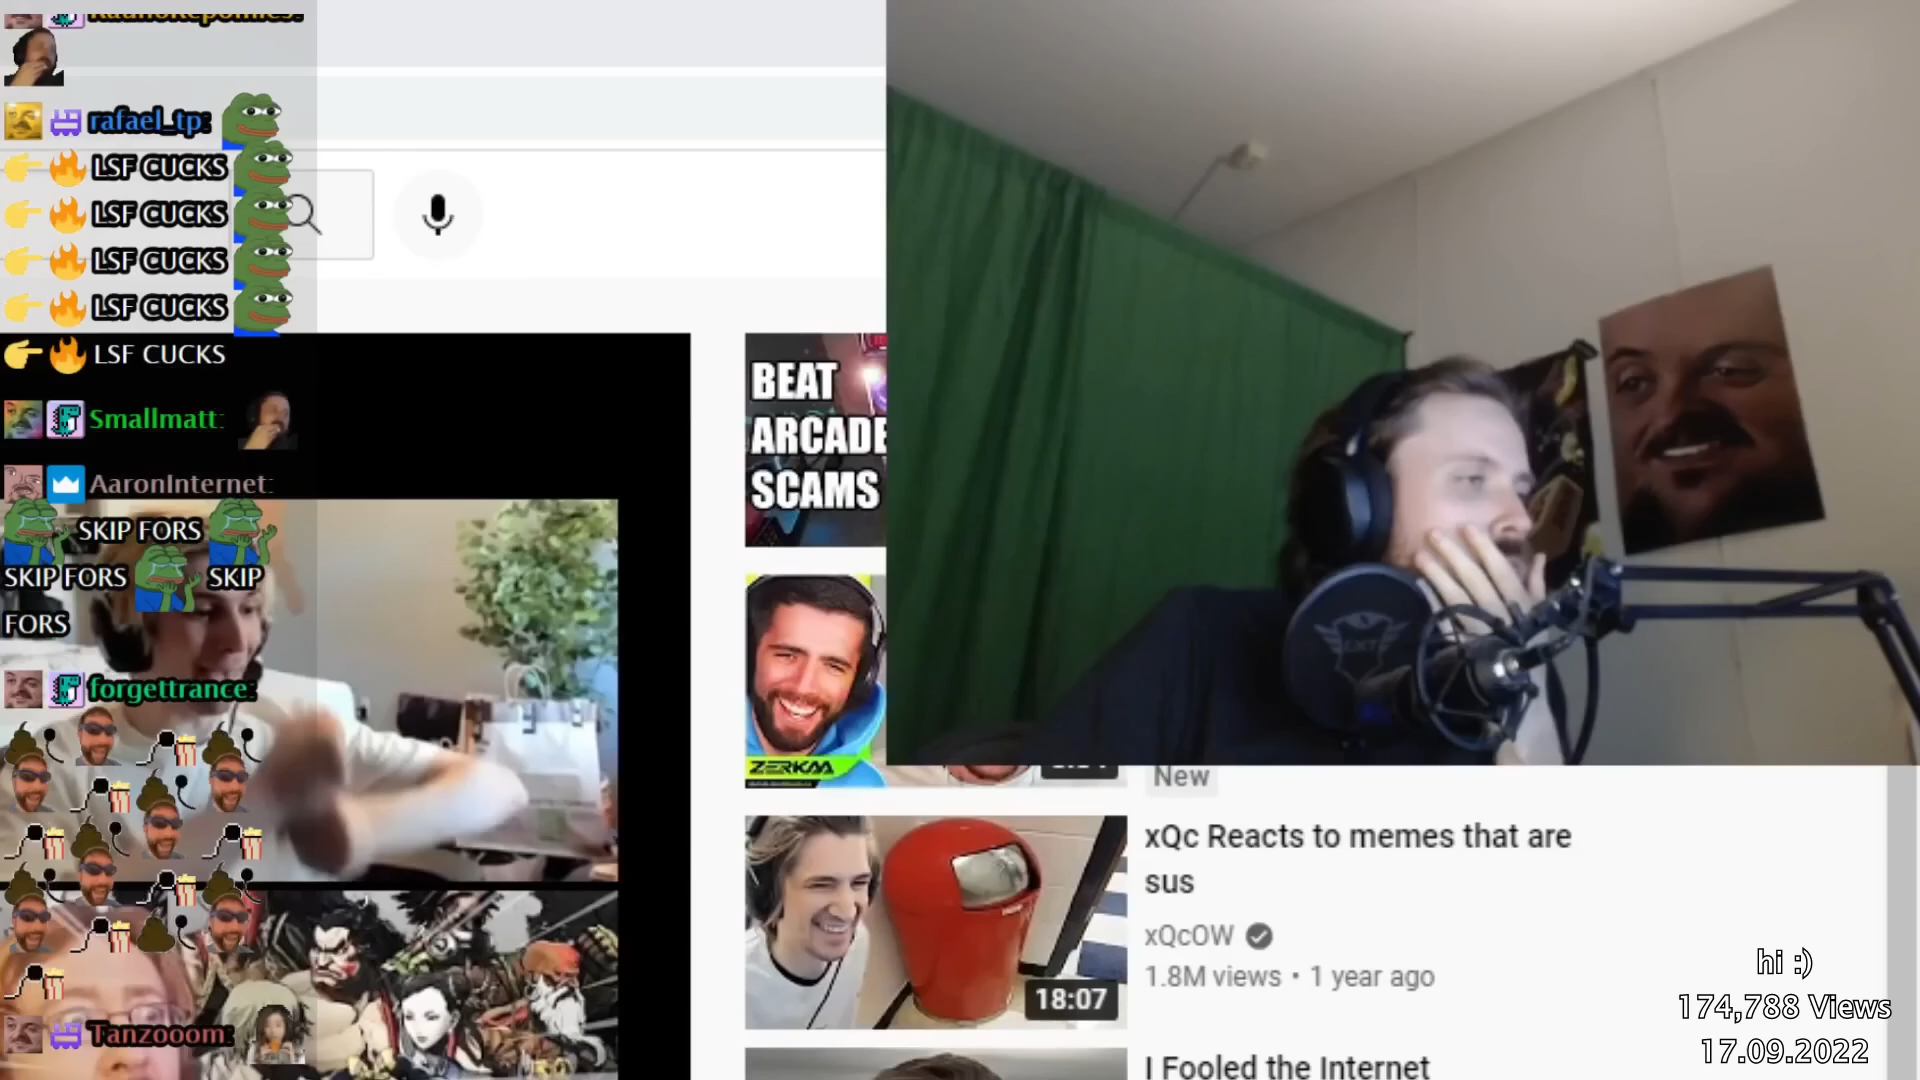 rafael_tp:
LSF CUCKS
LSF CUCKS
LSF CUCKS
LSF CUCKS
LSF CUCKS
Smallmatt:
AaronInternet:
SKIP FORS
SKIP FORS SKIP
FORS
forgettrance:
Tanzooom:
BEAT
ARCADE
SCAMS
ZERKAA
New
xQc Reacts to memes that are
sus
xQcOW
1.8M views • 1 year ago
18:07
I Fooled the Internet
hi :)
174,788 Views
17.09.2022